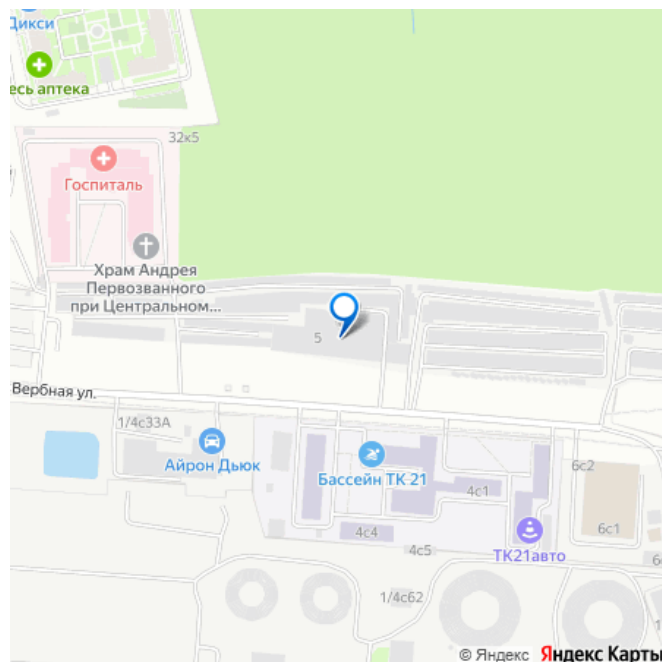 Дикси
есь аптека
32к5
Госпиталь
Храм Андрея
Первозванного
при Центральном...
5
Вербная ул.
1/4с33А
Айрон Дьюк
Бассейн ТК 21
6с2
4с1
6с1
4с4
ТК21авто
4с5
6
1/4с62
© Яндекс Яндекс Карты